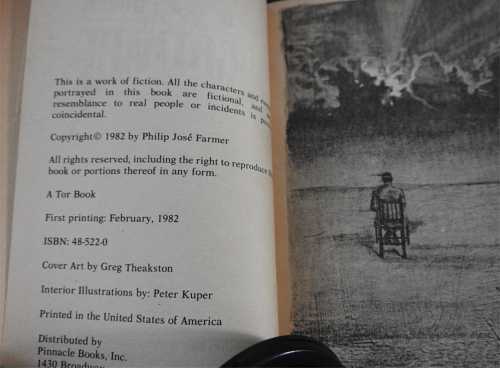 This is a work of fiction. All the characters and
portrayed in this book are fictional, and
resemblance to real people or incidents is
coincidental.
Copyright© 1982 by Philip José Farmer
All rights reserved, including the right to reproduce
book or portions thereof in any form.
A Tor Book
First printing: February, 1982
ISBN: 48-522-0
Cover Art by Greg Theakston
Interior Illustrations by: Peter Kuper
Printed in the United States of America
Distributed by
Pinnacle Books, Inc.
1430 Broadway